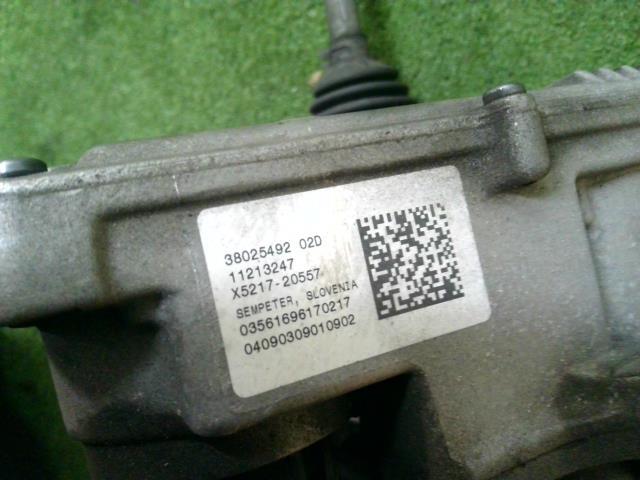 38025492 02D
11213247
X5217-20557
SEMPETER, SLOVENIA
03561696170217
04090309010902